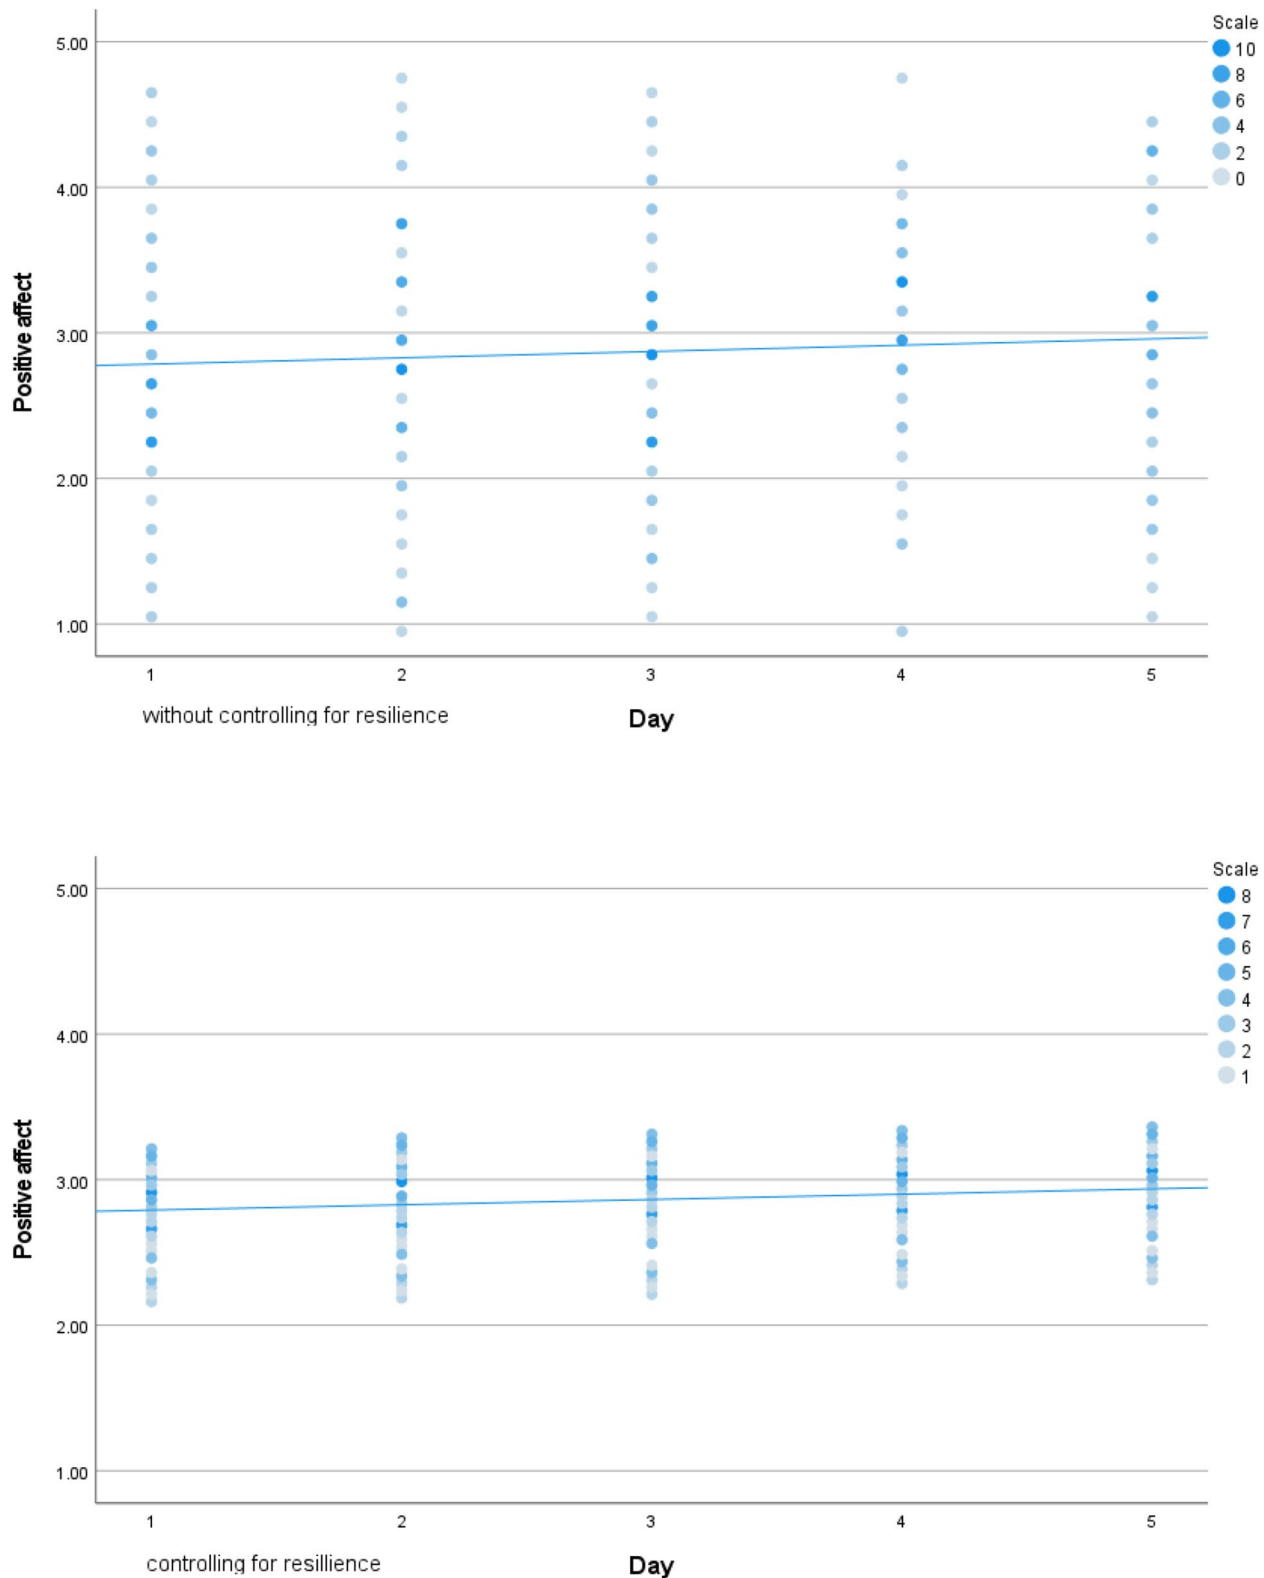 Scale
10
8
6
4
2
0
5.00
4.00
3.00
2.00
1.00
Positive affect
1 2 3 4 5
without controlling for resilience
Day
Scale
8
7
6
5
4
3
2
1
5.00
4.00
3.00
2.00
1.00
Positive affect
1 2 3 4 5
controlling for resillience
Day